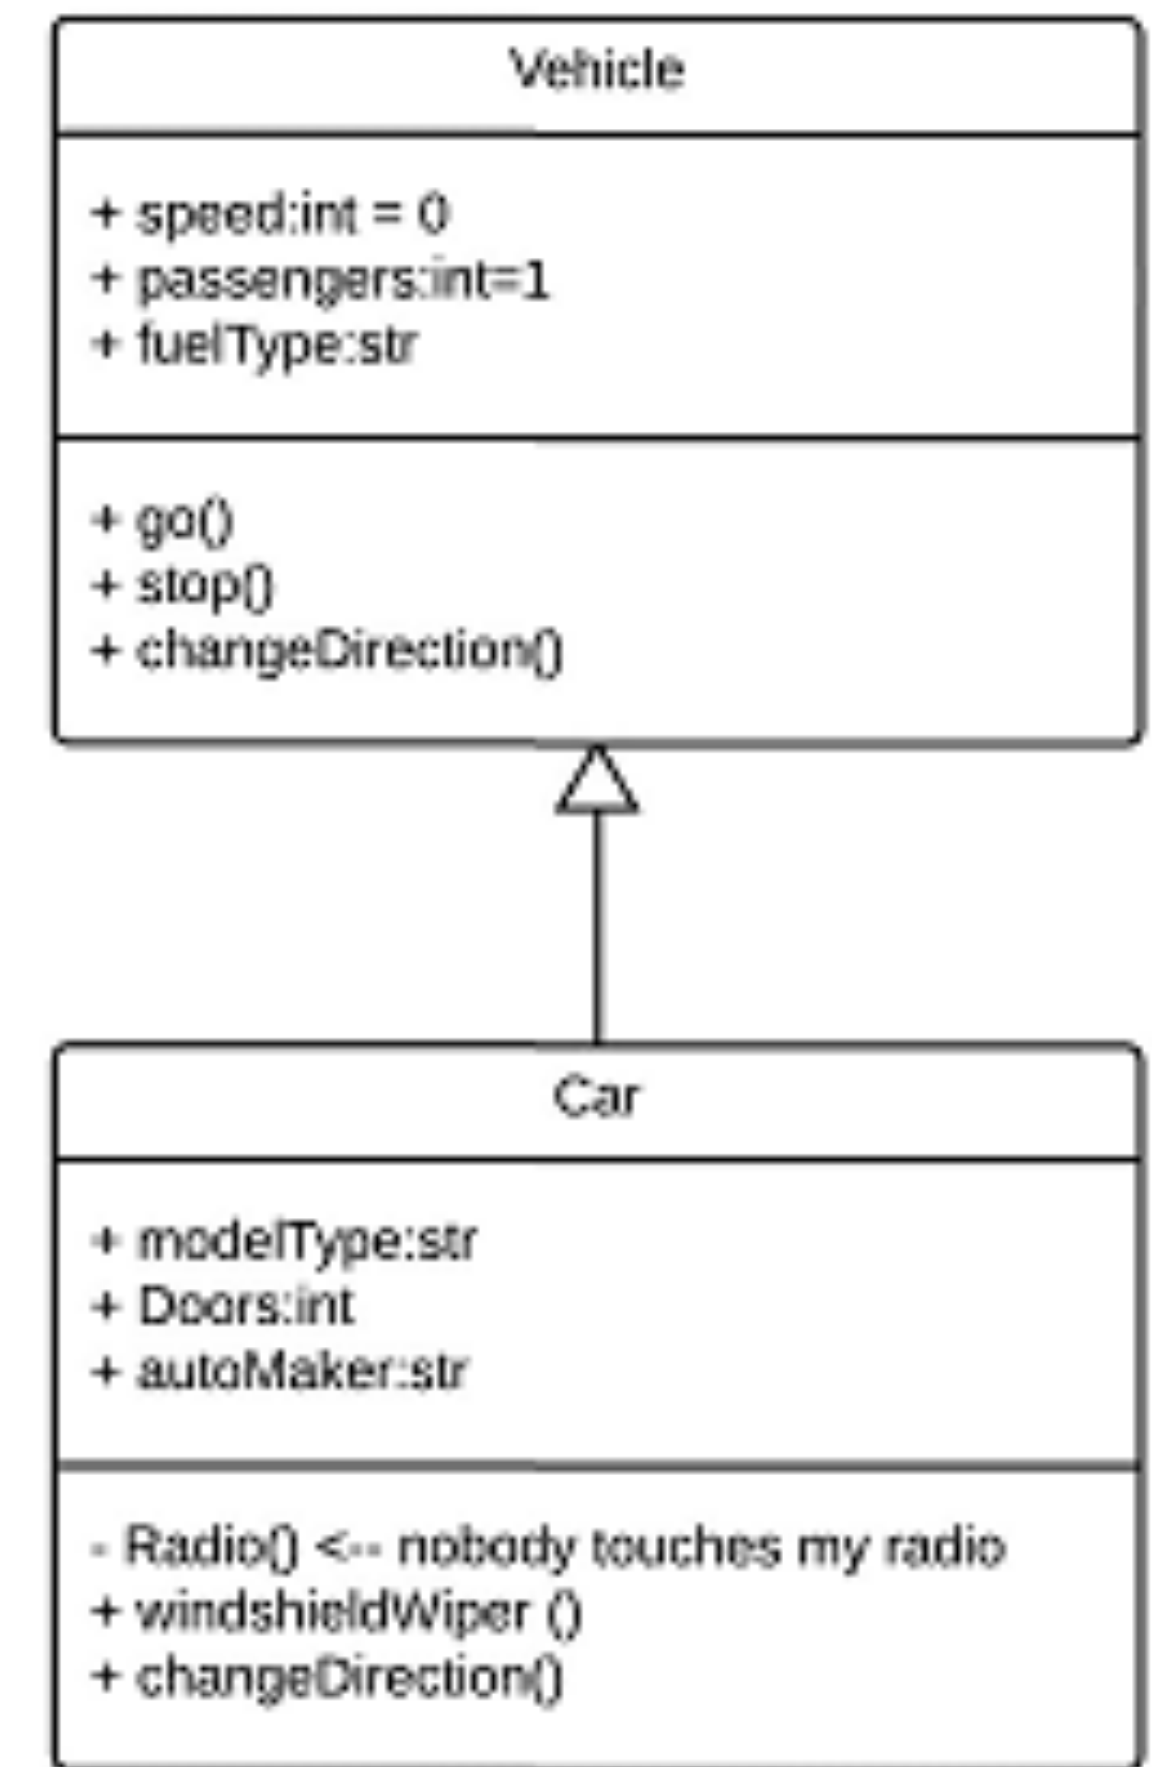 Vehicle
+ speed:int = 0
+ passengers:int=1
+ fuelType:str
+ go()
+ stop()
+ changeDirection()
Car
+ modelType:str
+ Doors:int
+ autoMaker:str
- Radio() <-- nobody touches my radio
+ windshieldWiper ()
+ changeDirection()